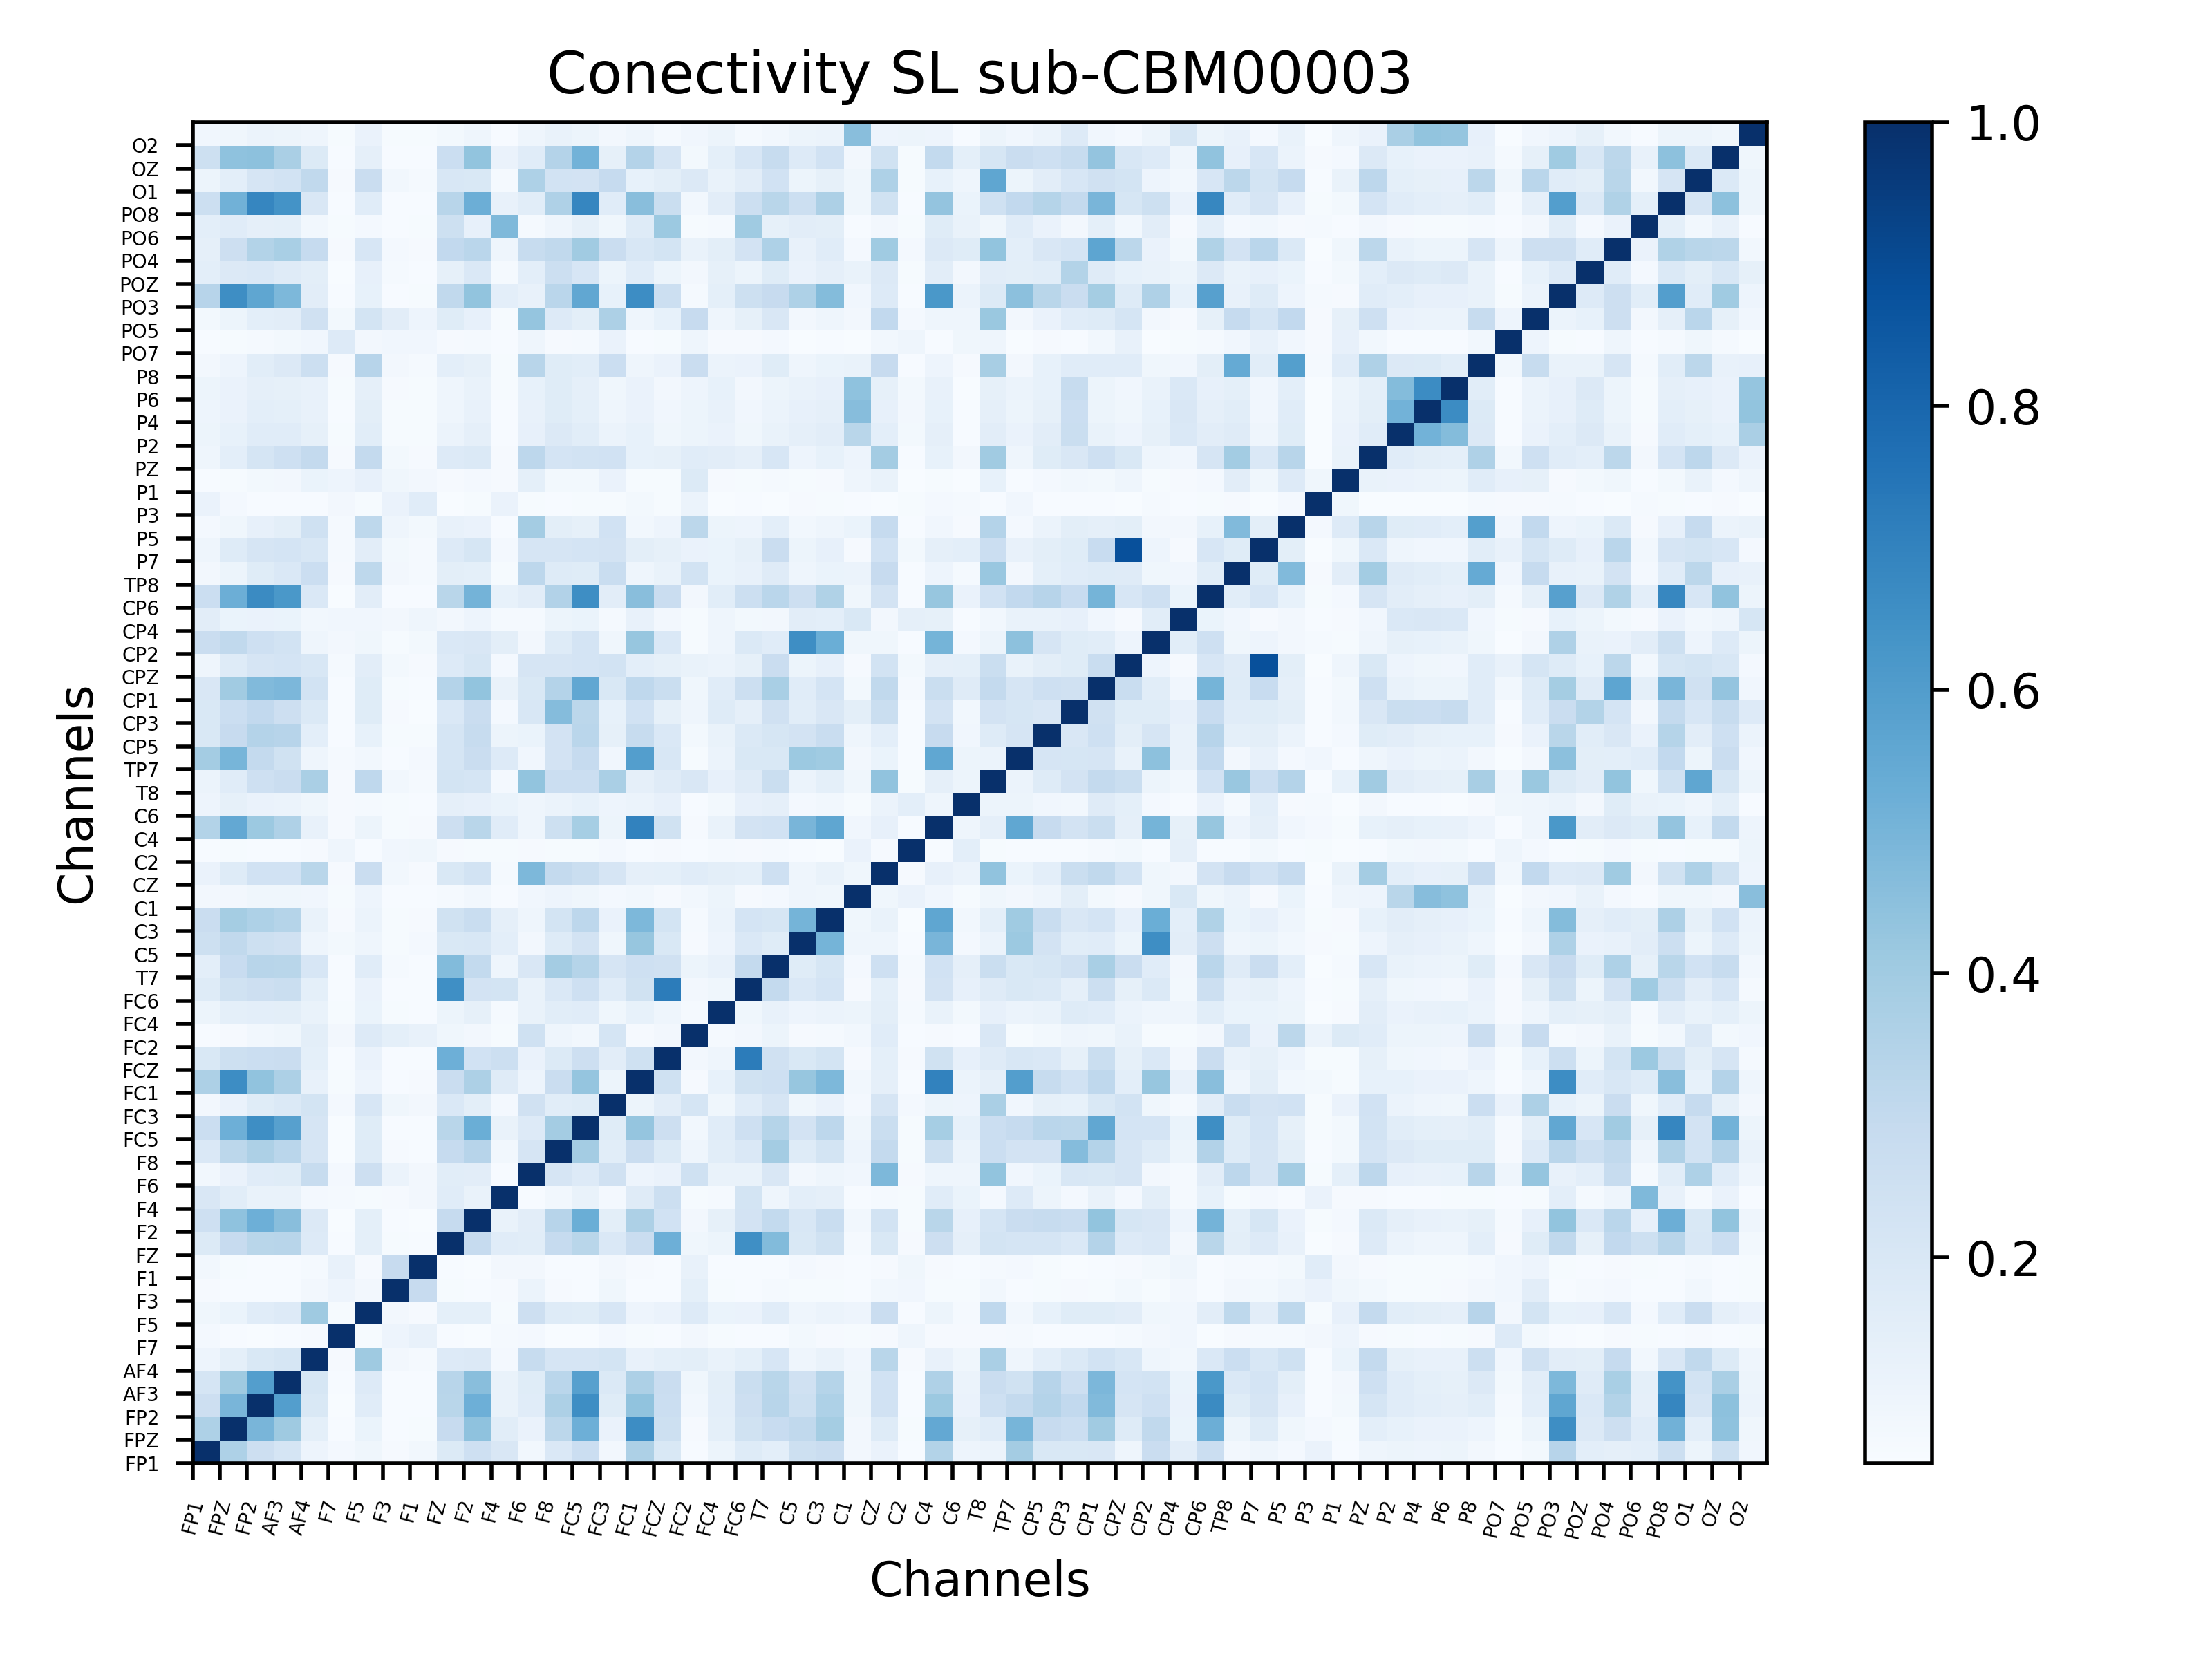 Conectivity SL sub-CBM00003
O2
OZ
O1
PO8
PO6
PO4
POZ
PO3
PO5
PO7
P8
P6
P4
P2
PZ
P1
P3
P5
P7
TP8
CP6
CP4
CP2
CPZ
CP1
CP3
CP5
TP7
T8
C6
C4
C2
CZ
C1
C3
C5
T7
FC6
FC4
FC2
FCZ
FC1
FC3
FC5
F8
F6
F4
F2
FZ
F1
F3
F5
F7
AF4
AF3
FP2
FPZ
FP1
Channels
FP1 FPZ FP2 AF3 AF4 F7 F5 F3 F1 FZ F2 F4 F6 F8 FC5 FC3 FC1 FCZ FC2 FC4 FC6 T7 C5 C3 C1 CZ C2 C4 C6 T8 TP7 CP5 CP3 CP1 CPZ CP2 CP4 CP6 TP8 P7 P5 P3 P1 PZ P2 P4 P6 P8 PO7 PO5 PO3 POZ PO4 PO6 PO8 O1 OZ O2
Channels
1.0
0.8
0.6
0.4
0.2